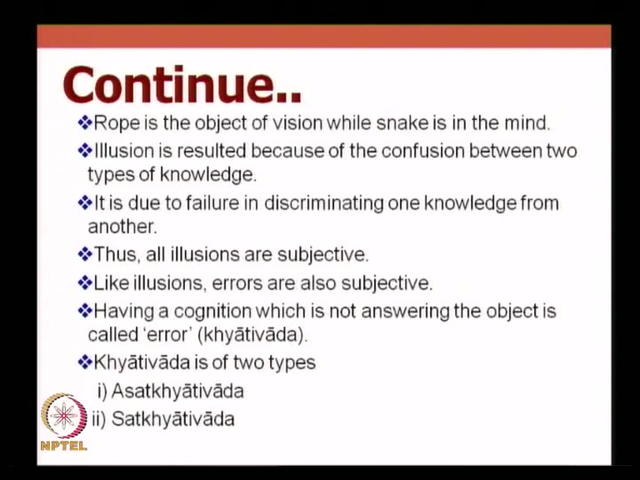 Continue..
❖Rope is the object of vision while snake is in the mind.
❖Illusion is resulted because of the confusion between two
types of knowledge.
❖It is due to failure in discriminating one knowledge from
another.
❖Thus, all illusions are subjective.
❖Like illusions, errors are also subjective.
❖Having a cognition which is not answering the object is
called ‘error’ (khyātivāda).
❖Khyātivāda is of two types
i) Asatkhyātivāda
ii) Satkhyātivāda
NPTEL